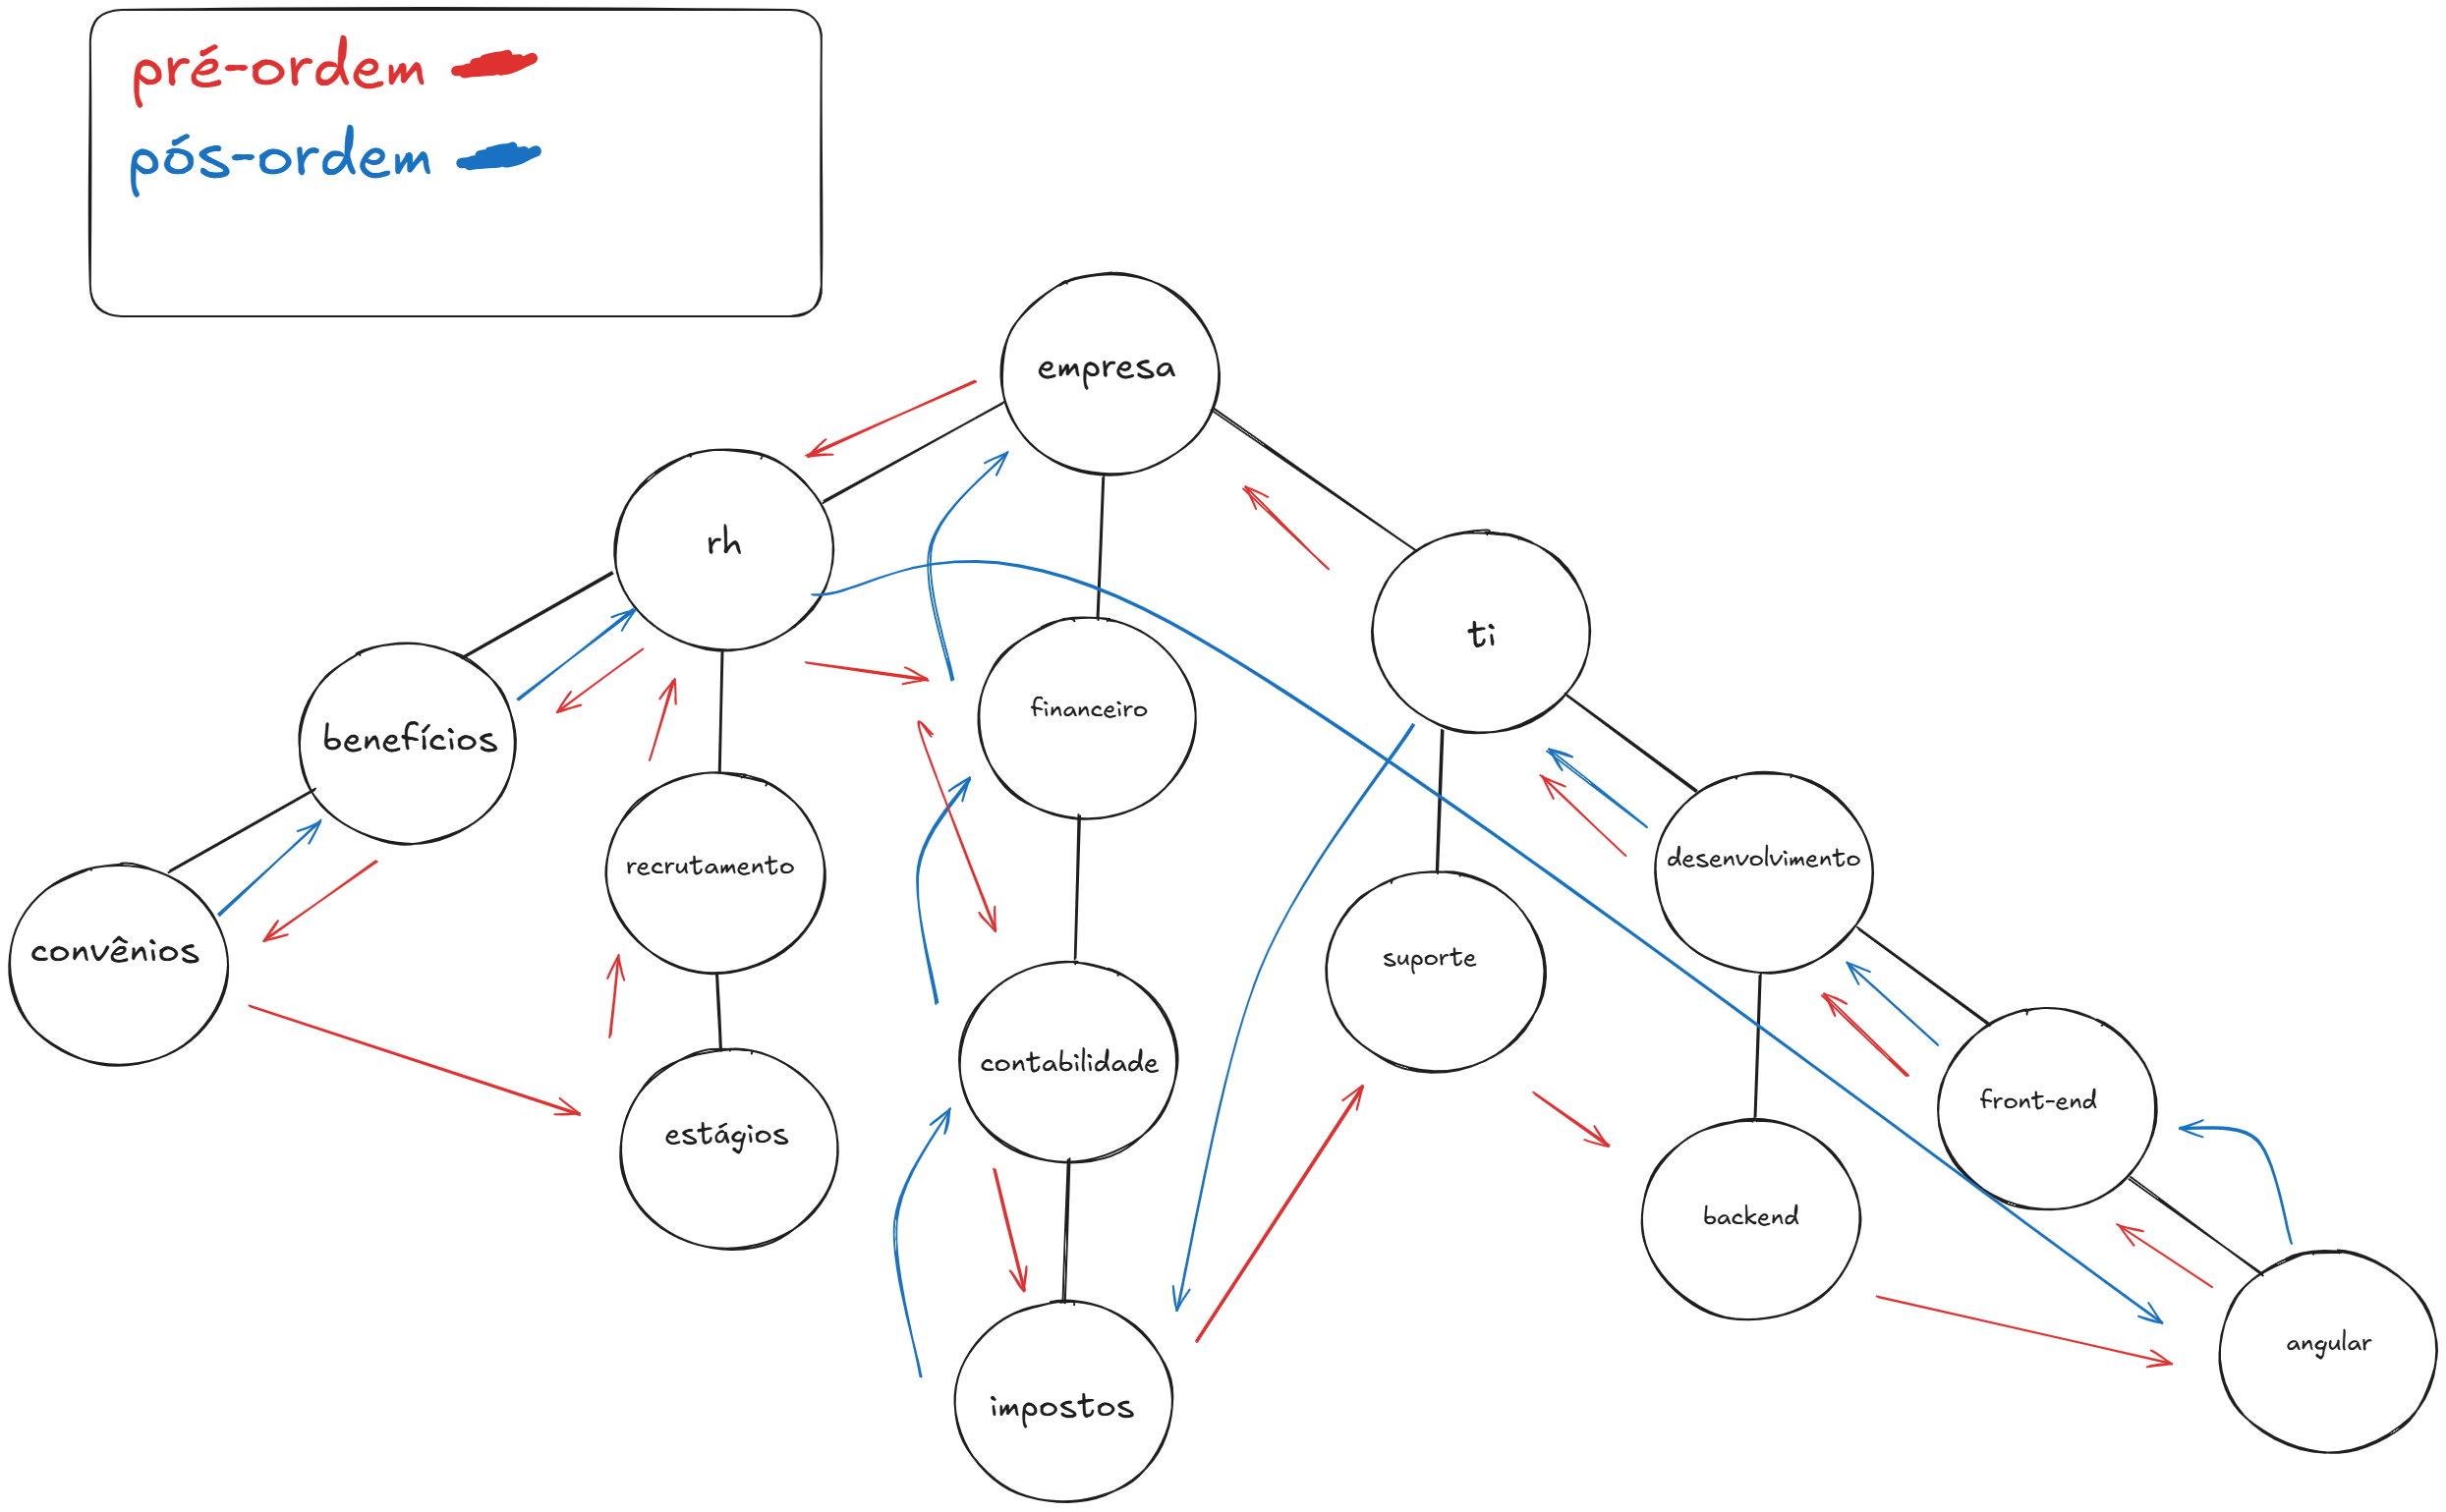 pré-ordem
pós-ordem
empresa
rh
ti
financeiro
benefícios
recrutamento
desenvolvimento
convênios
suporte
contabilidade
front-end
estágios
backend
angular
impostos